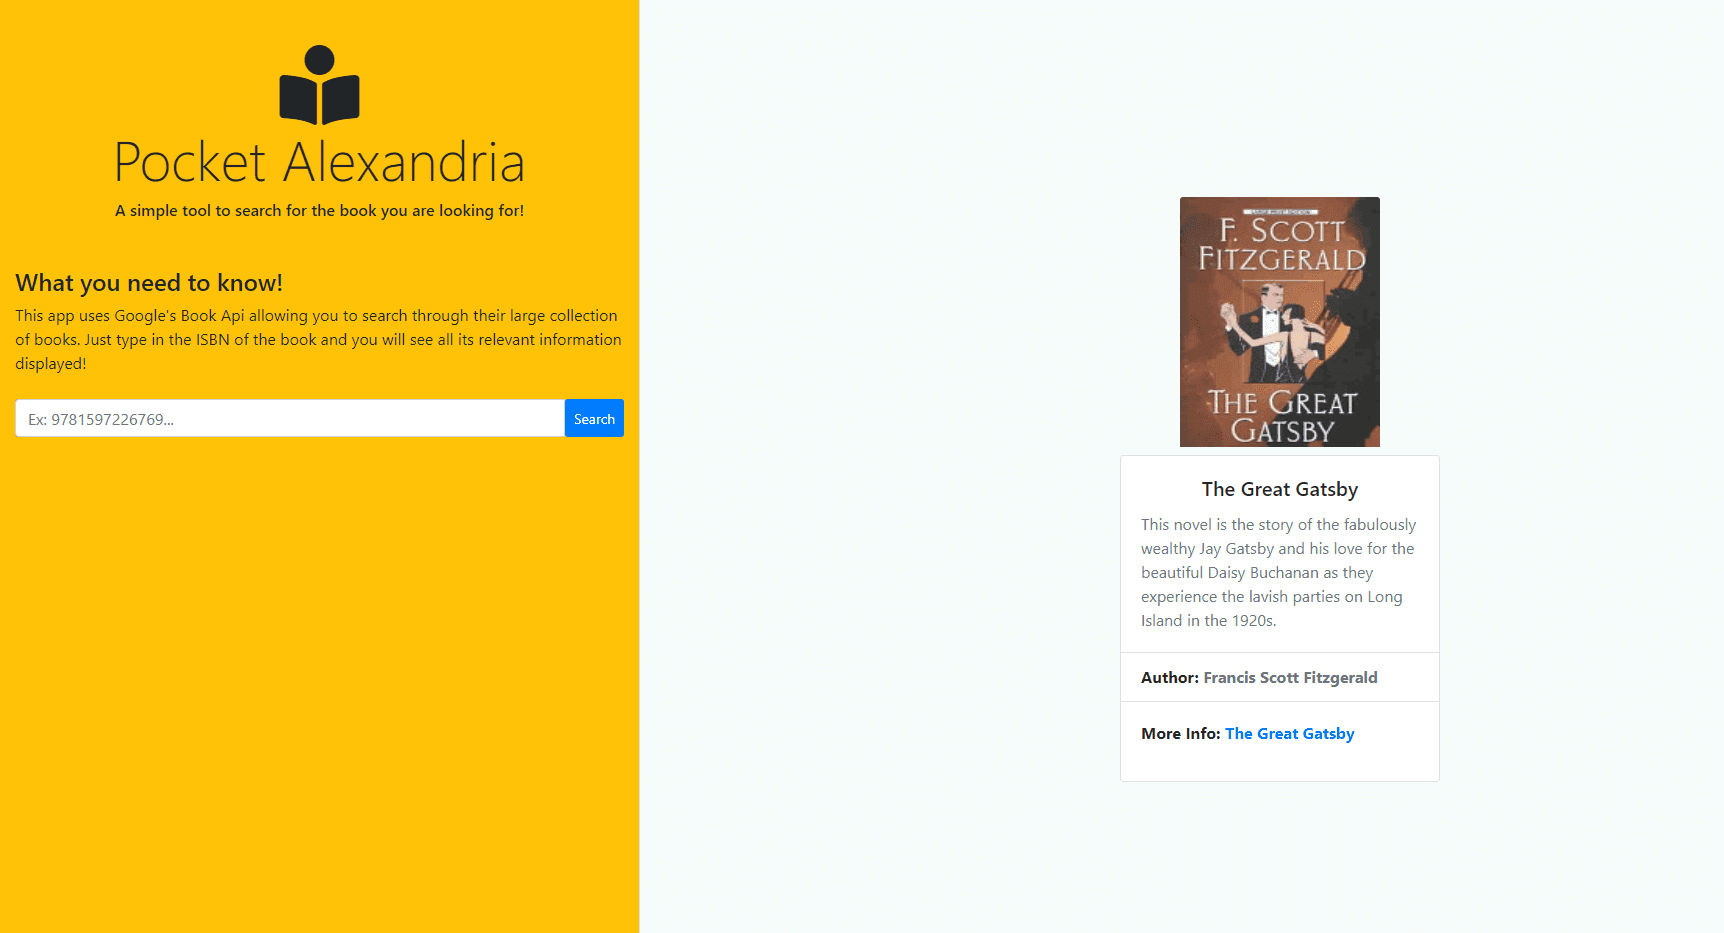 Pocket Alexandria
A simple tool to search for the book you are looking for!
What you need to know!
This app uses Google's Book Api allowing you to search through their large collection
of books. Just type in the ISBN of the book and you will see all its relevant information
displayed!
Ex: 9781597226769...
Search
LARGE PRINT EDITION
F. SCOTT
FITZGERALD
THE GREAT
GATSBY
The Great Gatsby
This novel is the story of the fabulously
wealthy Jay Gatsby and his love for the
beautiful Daisy Buchanan as they
experience the lavish parties on Long
Island in the 1920s.
Author: Francis Scott Fitzgerald
More Info: The Great Gatsby